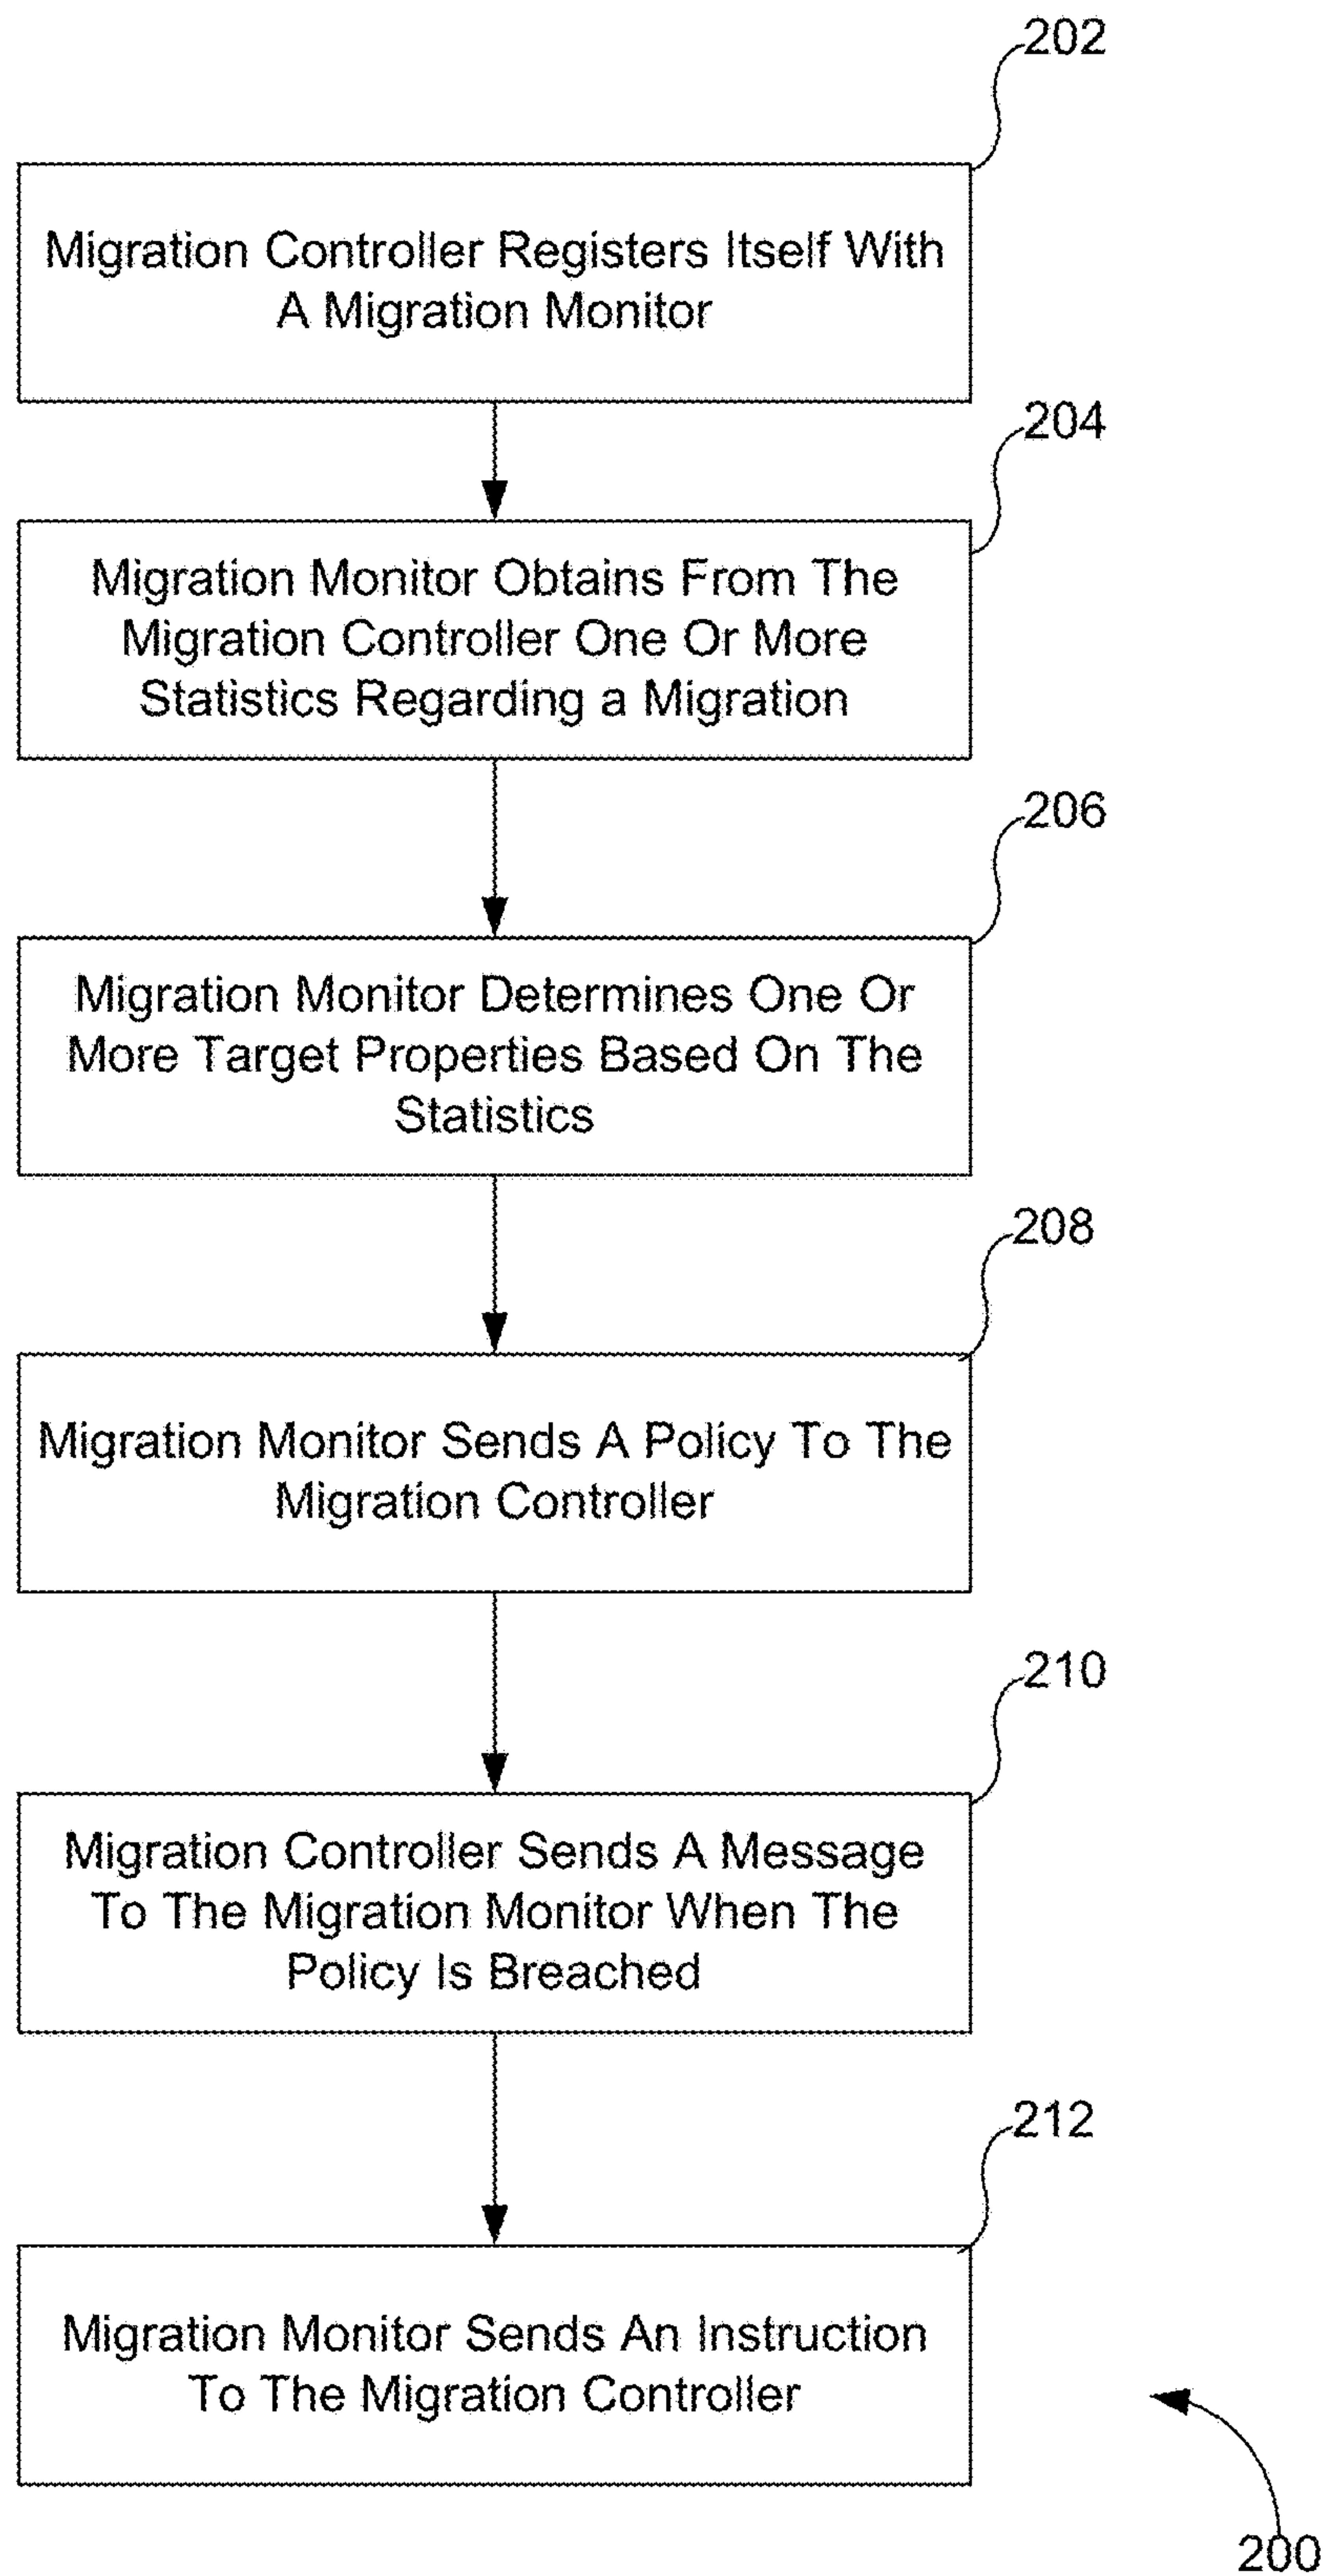 202
Migration Controller Registers Itself With
A Migration Monitor
204
Migration Monitor Obtains From The
Migration Controller One Or More
Statistics Regarding a Migration
206
Migration Monitor Determines One Or
More Target Properties Based On The
Statistics
208
Migration Monitor Sends A Policy To The
Migration Controller
210
Migration Controller Sends A Message
To The Migration Monitor When The
Policy Is Breached
212
Migration Monitor Sends An Instruction
To The Migration Controller
200